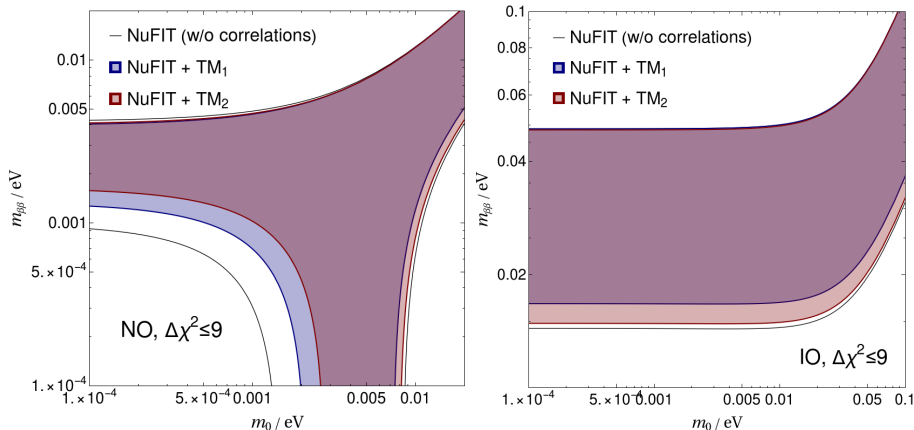 NuFIT (w/o correlations)
NuFIT + TM₁
NuFIT + TM₂
0.01
0.005
0.001
5.×10⁻⁴
1.×10⁻⁴
m_ββ / eV
NO, Δχ²≤9
1.×10⁻⁴
5.×10⁻⁴
0.001
0.005
0.01
m₀ / eV
NuFIT (w/o correlations)
NuFIT + TM₁
NuFIT + TM₂
0.1
0.08
0.06
0.04
0.02
m_ββ / eV
IO, Δχ²≤9
1.×10⁻⁴
5.×10⁻⁴
0.001
0.005
0.01
0.05
0.1
m₀ / eV